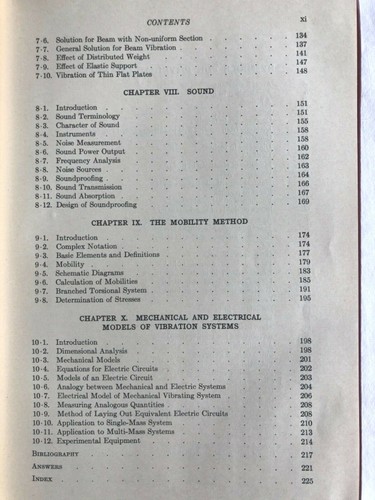 CONTENTS xi
7·6. Solution for Beam with Non-uniform Section 134
7·7. General Solution for Beam Vibration 137
7·8. Effect of Distributed Weight 141
7·9. Effect of Elastic Support 147
7·10. Vibration of Thin Flat Plates 148
CHAPTER VIII. SOUND
8·1. Introduction 151
8·2. Sound Terminology 151
8·3. Character of Sound 155
8·4. Instruments 158
8·5. Noise Measurement 158
8·6. Sound Power Output 160
8·7. Frequency Analysis 162
8·8. Noise Sources 163
8·9. Soundproofing 164
8·10. Sound Transmission 166
8·11. Sound Absorption 167
8·12. Design of Soundproofing 169
CHAPTER IX. THE MOBILITY METHOD
9·1. Introduction 174
9·2. Complex Notation 174
9·3. Basic Elements and Definitions 177
9·4. Mobility 179
9·5. Schematic Diagrams 183
9·6. Calculation of Mobilities 185
9·7. Branched Torsional System 191
9·8. Determination of Stresses 195
CHAPTER X. MECHANICAL AND ELECTRICAL
MODELS OF VIBRATION SYSTEMS
10·1. Introduction 198
10·2. Dimensional Analysis 198
10·3. Mechanical Models 201
10·4. Equations for Electric Circuits 202
10·5. Models of an Electric Circuit 203
10·6. Analogy between Mechanical and Electric Systems 204
10·7. Electrical Model of Mechanical Vibrating System 206
10·8. Measuring Analogous Quantities 208
10·9. Method of Laying Out Equivalent Electric Circuits 208
10·10. Application to Single-Mass System 210
10·11. Application to Multi-Mass Systems 213
10·12. Experimental Equipment 214
BIBLIOGRAPHY 217
ANSWERS 221
INDEX 225